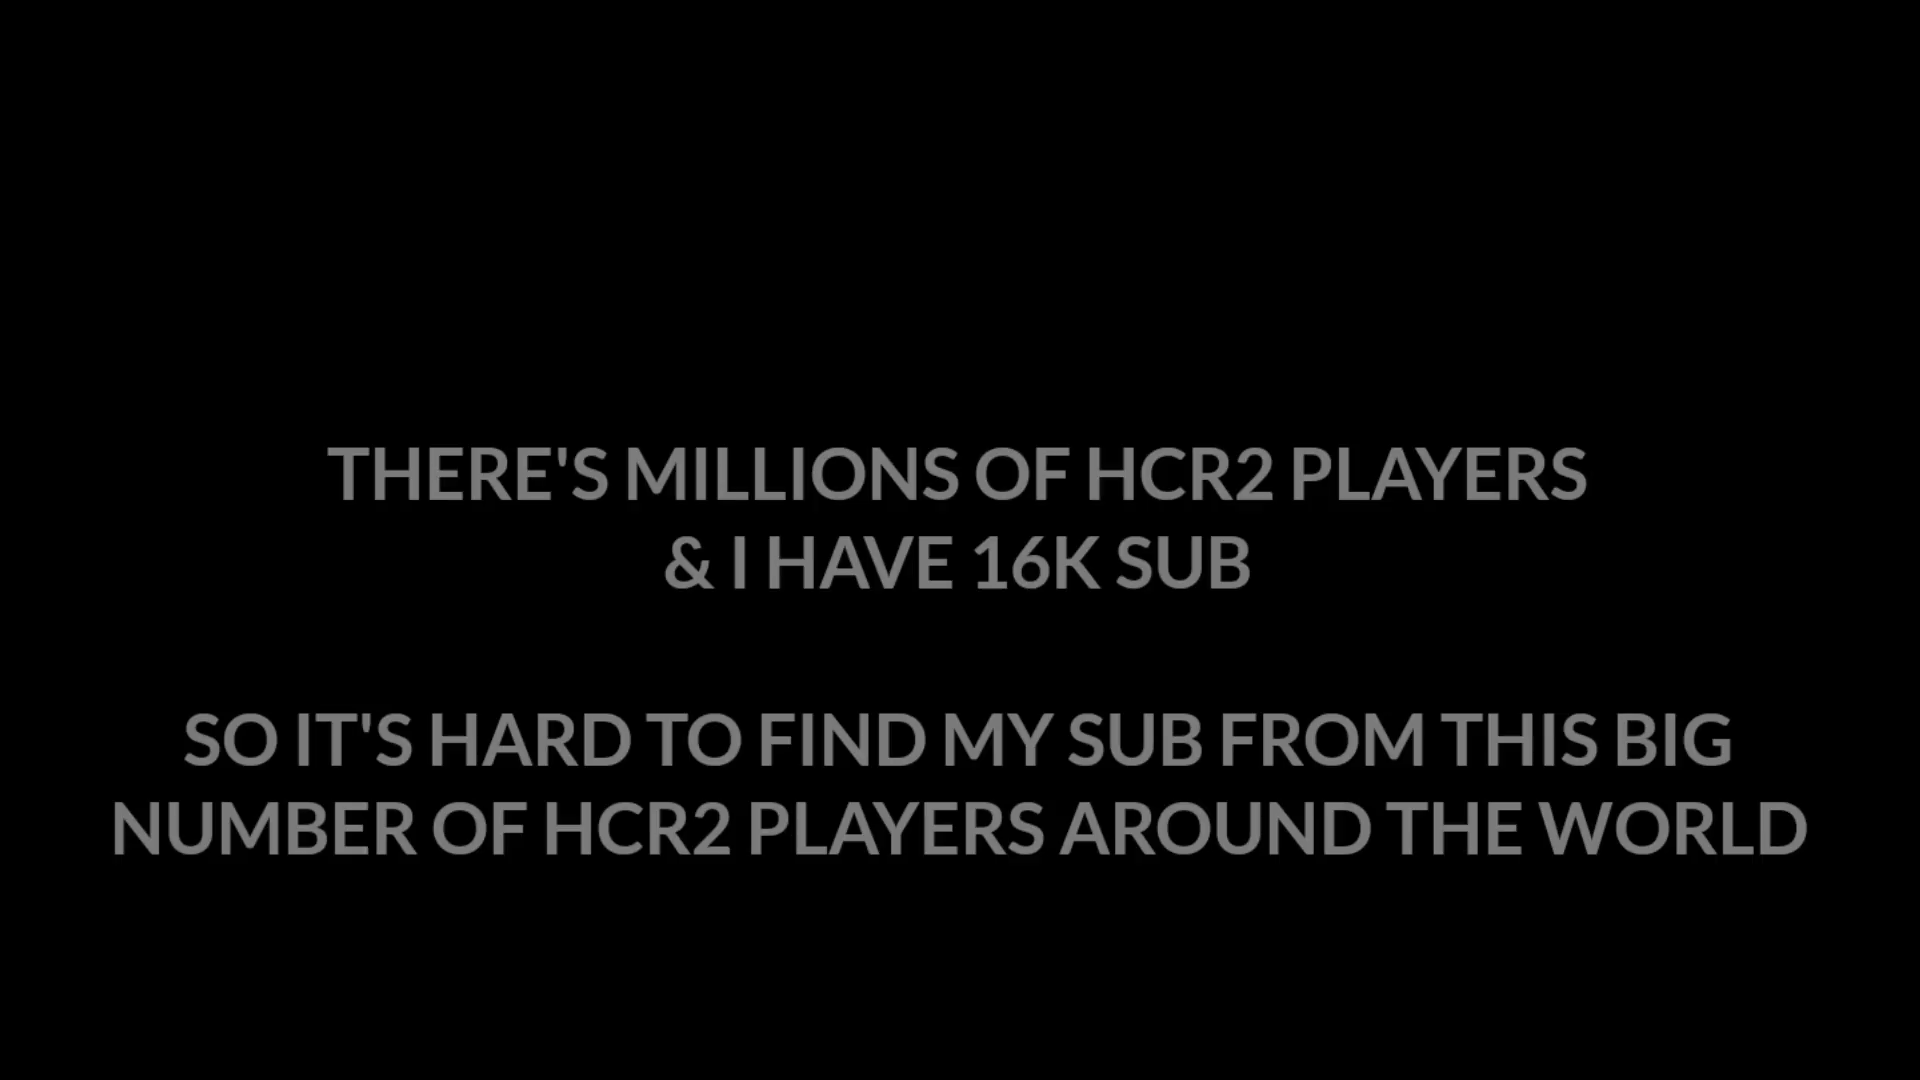 THERE'S MILLIONS OF HCR2 PLAYERS
& I HAVE 16K SUB
SO IT'S HARD TO FIND MY SUB FROM THIS BIG
NUMBER OF HCR2 PLAYERS AROUND THE WORLD